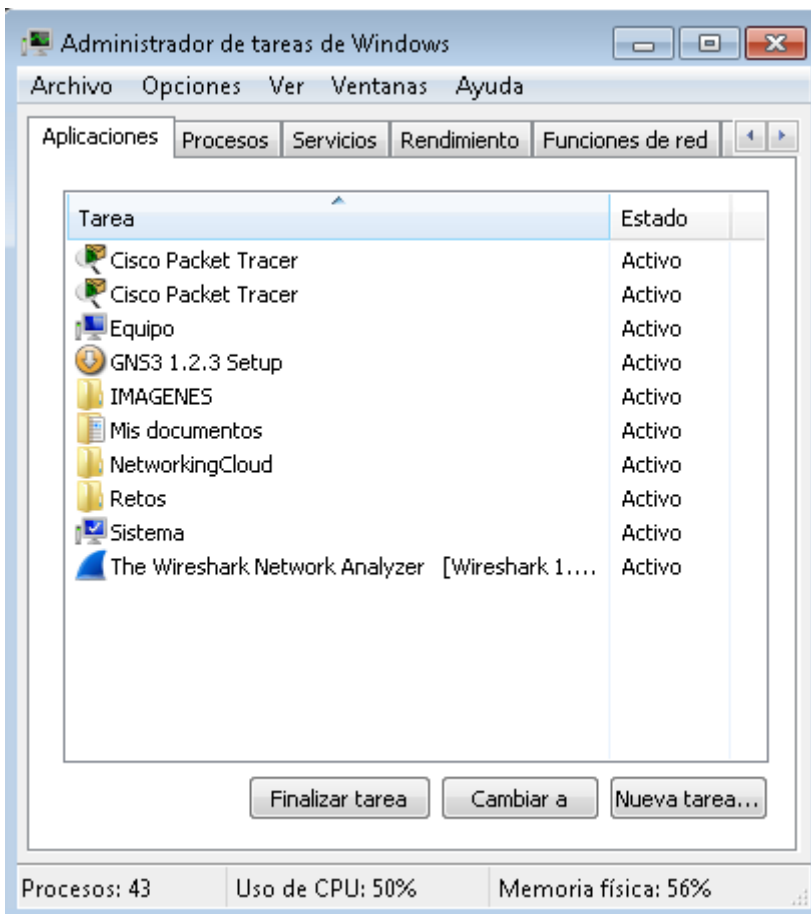 Administrador de tareas de Windows
Archivo Opciones Ver Ventanas Ayuda
Aplicaciones Procesos Servicios Rendimiento Funciones de red
Tarea Estado
Cisco Packet Tracer Activo
Cisco Packet Tracer Activo
Equipo Activo
GNS3 1.2.3 Setup Activo
IMAGENES Activo
Mis documentos Activo
NetworkingCloud Activo
Retos Activo
Sistema Activo
The Wireshark Network Analyzer [Wireshark 1.... Activo
Finalizar tarea Cambiar a Nueva tarea...
Procesos: 43 Uso de CPU: 50% Memoria física: 56%